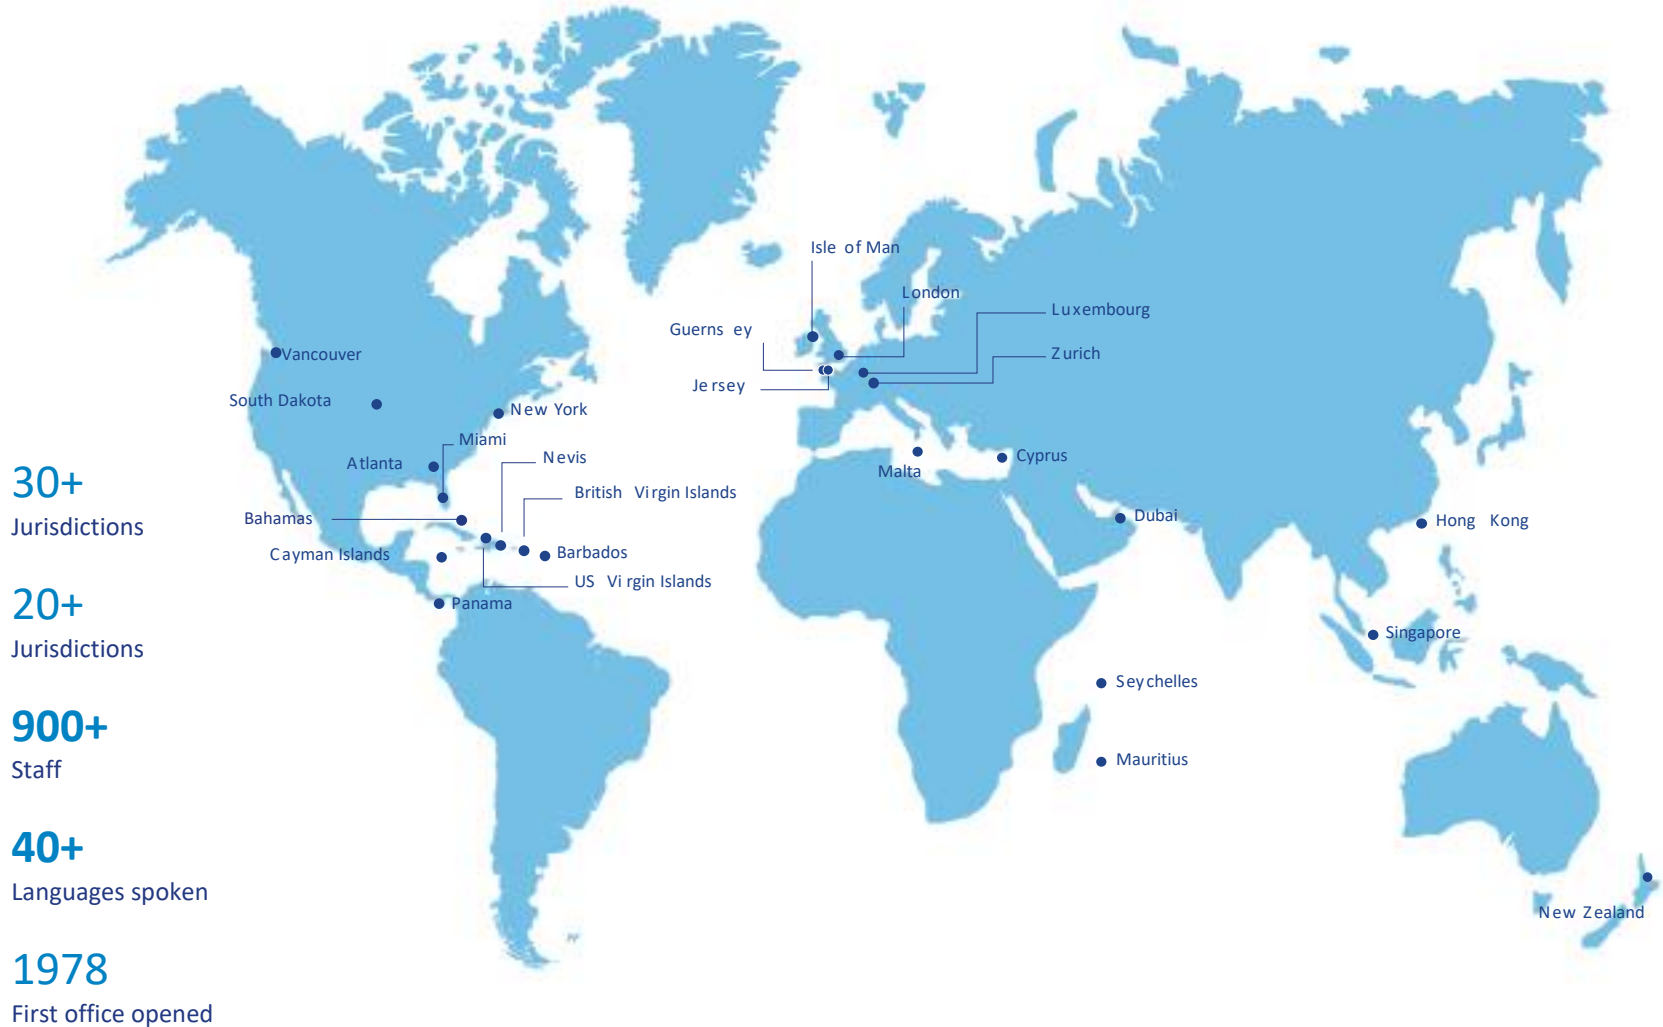 Isle of Man
London
Luxembourg
Guerns ey
Zurich
Vancouver
Jersey
South Dakota
New York
Miami
Nevis
Atlanta
Cyprus
Malta
30+
Jurisdictions
British Virgin Islands
Bahamas
Dubai
Hong Kong
Cayman Islands
Barbados
US Virgin Islands
Panama
20+
Jurisdictions
Singapore
Seychelles
900+
Staff
Mauritius
40+
Languages spoken
New Zealand
1978
First office opened